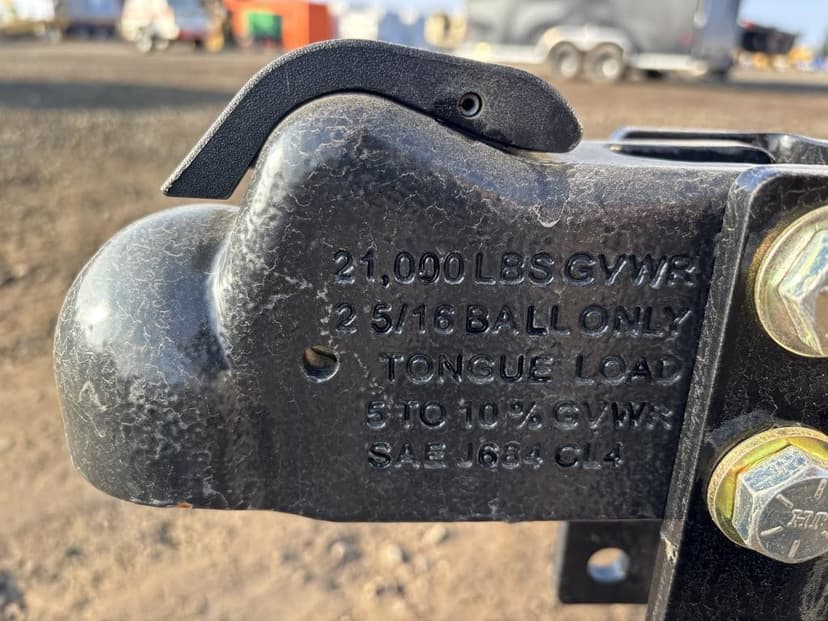 21,000 LBS GVWR
2 5/16 BALL ONLY
TONGUE LOAD
5 TO 10 % GVWR
SAE J684 CL4